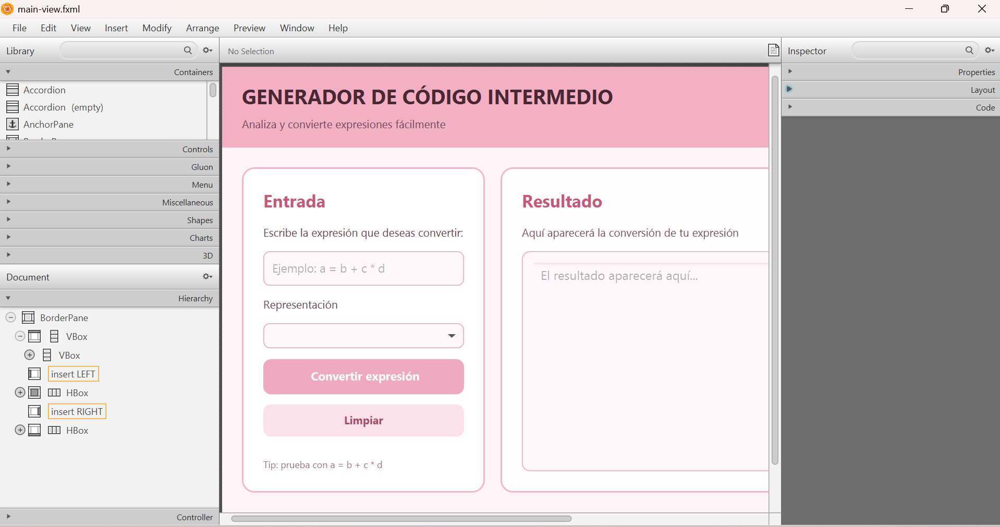 main-view.fxml
File Edit View Insert Modify Arrange Preview Window Help
Library
Containers
Accordion
Accordion (empty)
AnchorPane
Controls
Gluon
Menu
Miscellaneous
Shapes
Charts
3D
Document
Hierarchy
BorderPane
VBox
VBox
insert LEFT
HBox
insert RIGHT
HBox
Controller
No Selection
GENERADOR DE CÓDIGO INTERMEDIO
Analiza y convierte expresiones fácilmente
Entrada
Escribe la expresión que deseas convertir:
Ejemplo: a = b + c * d
Representación
Convertir expresión
Limpiar
Tip: prueba con a = b + c * d
Resultado
Aquí aparecerá la conversión de tu expresión
El resultado aparecerá aquí...
Inspector
Properties
Layout
Code